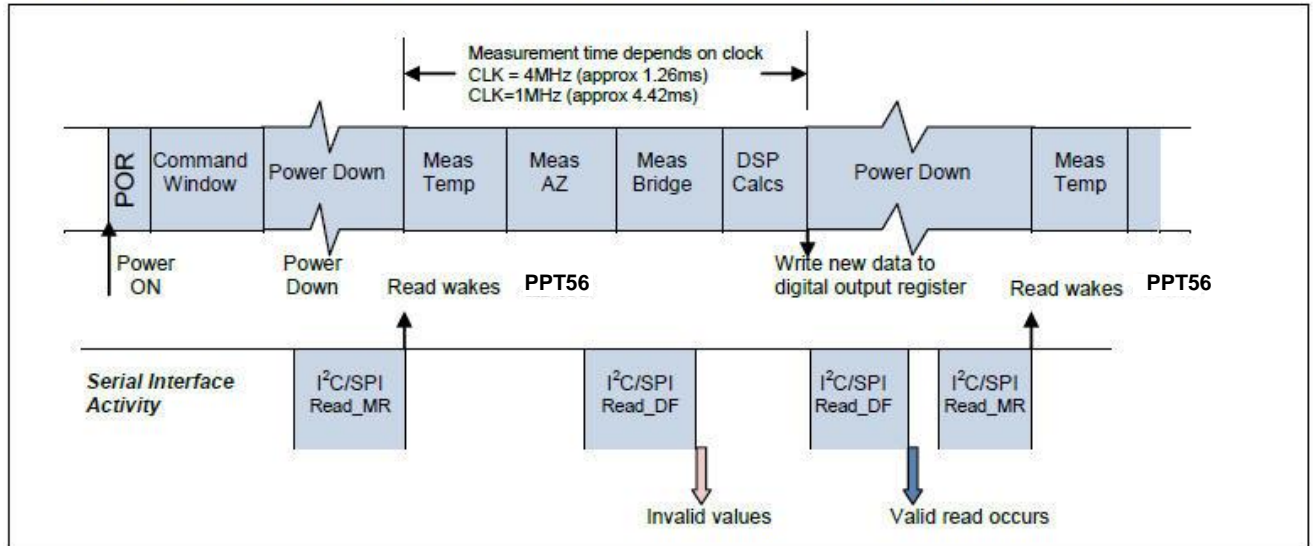 Measurement time depends on clock
CLK = 4MHz (approx 1.26ms)
CLK=1MHz (approx 4.42ms)
POR
Command
Window
Power Down
Meas
Temp
Meas
AZ
Meas
Bridge
DSP
Calcs
Power Down
Meas
Temp
Power
ON
Power
Down
Read wakes PPT56
Write new data to
digital output register
Read wakes PPT56
Serial Interface
Activity
I²C/SPI
Read_MR
I²C/SPI
Read_DF
I²C/SPI
Read_DF
I²C/SPI
Read_MR
Invalid values
Valid read occurs